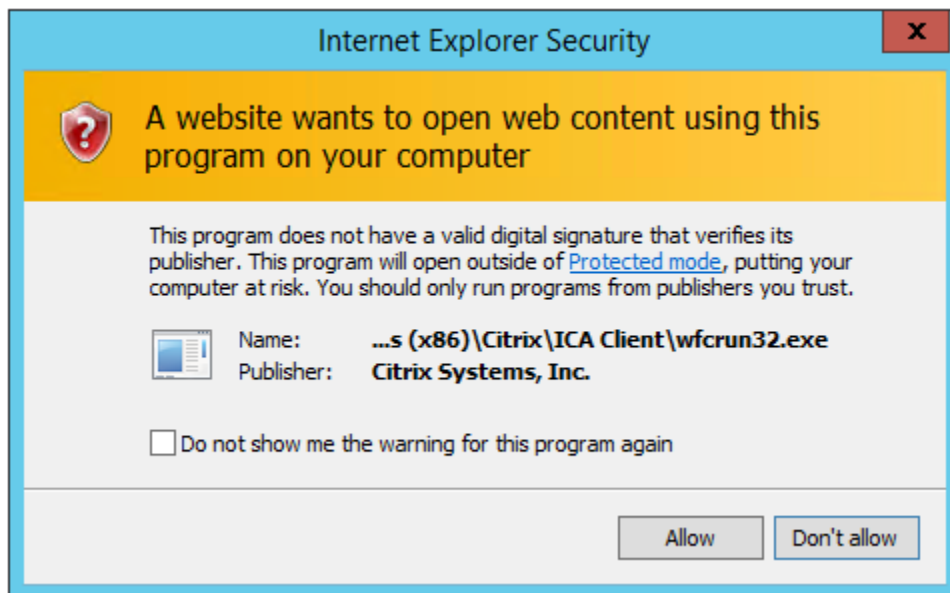 Internet Explorer Security
x
A website wants to open web content using this
program on your computer
This program does not have a valid digital signature that verifies its
publisher. This program will open outside of Protected mode, putting your
computer at risk. You should only run programs from publishers you trust.
Name: ...s (x86)\Citrix\ICA Client\wfcrun32.exe
Publisher: Citrix Systems, Inc.
Do not show me the warning for this program again
Allow Don't allow